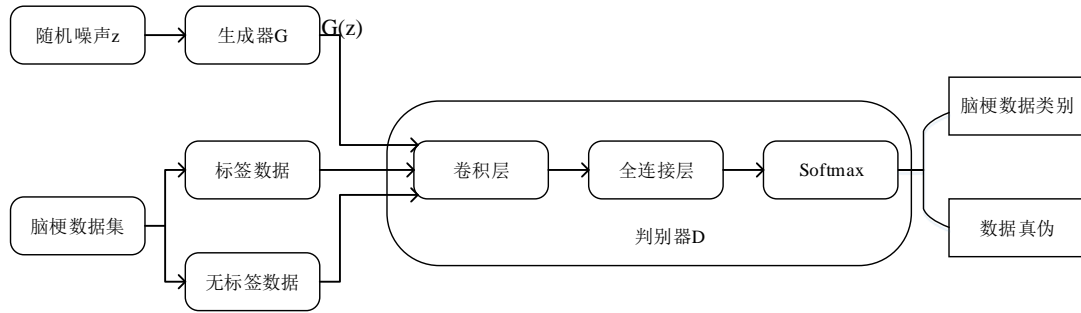 随机噪声z
生成器G
G(z)
脑梗数据类别
标签数据
卷积层
全连接层
Softmax
脑梗数据集
判别器D
数据真伪
无标签数据